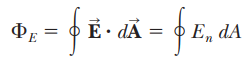 Φ_E = ∮ E⃗ · dA⃗ = ∮ E_n dA